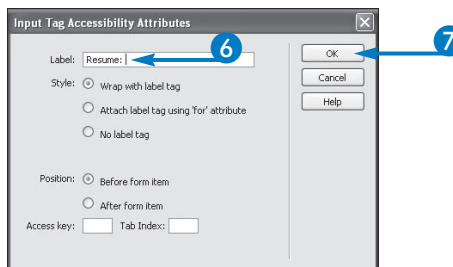 Input Tag Accessibility Attributes
Label: Resume: 6
OK 7
Cancel
Help
Style: Wrap with label tag
Attach label tag using 'for' attribute
No label tag
Position: Before form item
After form item
Access key: Tab Index: